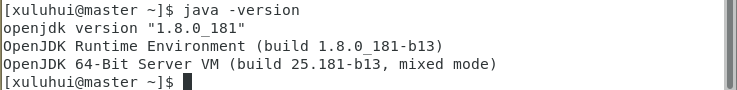 [xuluhui@master ~]$ java -version
openjdk version "1.8.0_181"
OpenJDK Runtime Environment (build 1.8.0_181-b13)
OpenJDK 64-Bit Server VM (build 25.181-b13, mixed mode)
[xuluhui@master ~]$